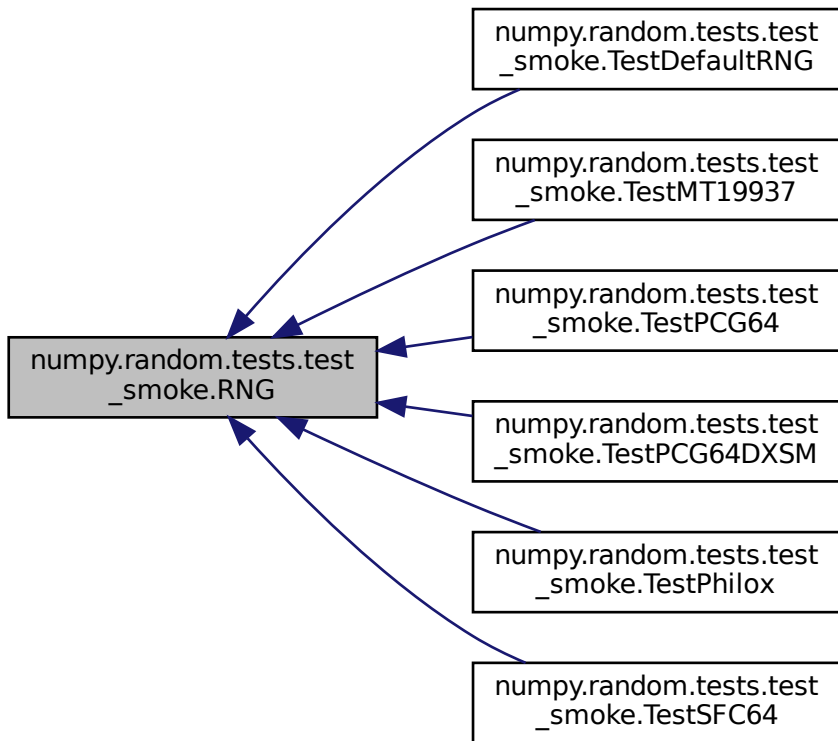 numpy.random.tests.test
_smoke.TestDefaultRNG
numpy.random.tests.test
_smoke.TestMT19937
numpy.random.tests.test
_smoke.TestPCG64
numpy.random.tests.test
_smoke.RNG
numpy.random.tests.test
_smoke.TestPCG64DXSM
numpy.random.tests.test
_smoke.TestPhilox
numpy.random.tests.test
_smoke.TestSFC64